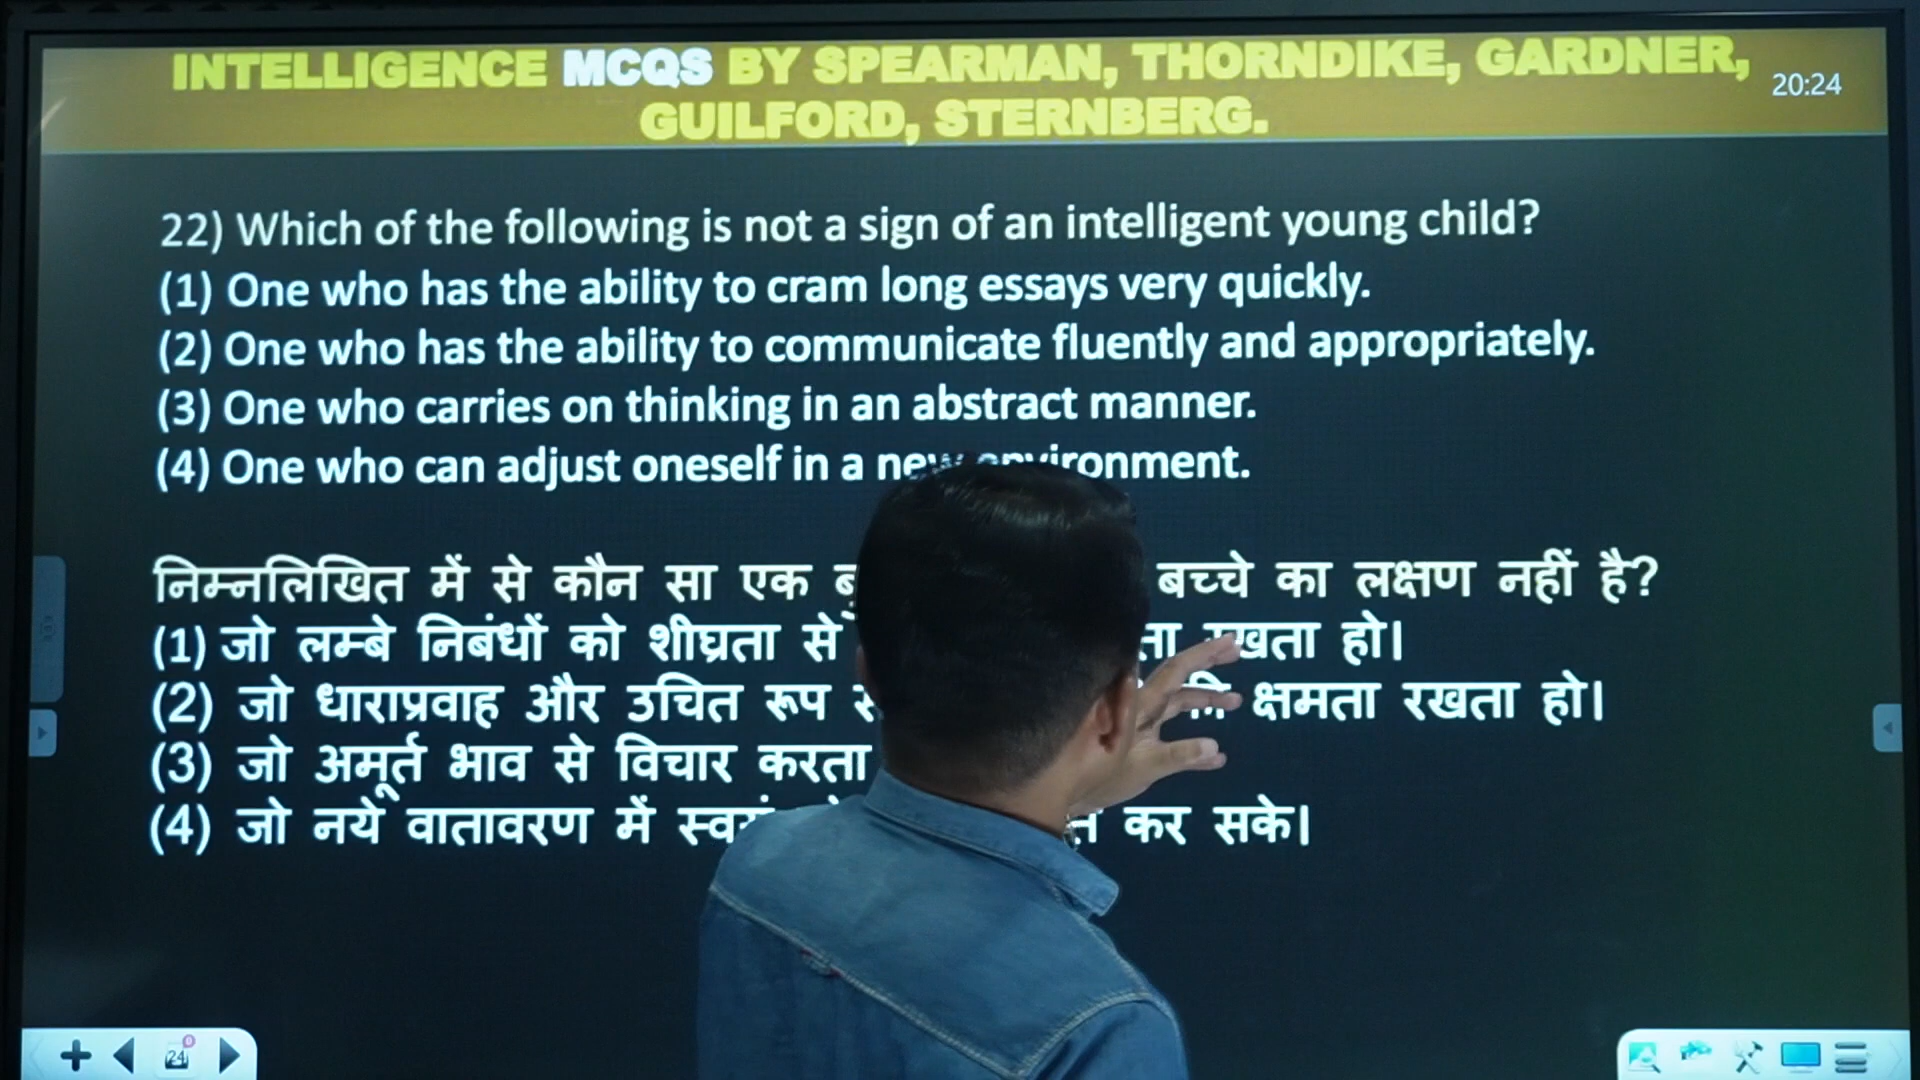 INTELLIGENCE MCQS BY SPEARMAN, THORNDIKE, GARDNER,
GUILFORD, STERNBERG.
20:24
22) Which of the following is not a sign of an intelligent young child?
(1) One who has the ability to cram long essays very quickly.
(2) One who has the ability to communicate fluently and appropriately.
(3) One who carries on thinking in an abstract manner.
(4) One who can adjust oneself in a new environment.
निम्नलिखित में से कौन सा एक बच्चे का लक्षण नहीं है?
(1) जो लम्बे निबंधों को शीघ्रता से रखता हो।
(2) जो धाराप्रवाह और उचित रूप क्षमता रखता हो।
(3) जो अमूर्त भाव से विचार करता
(4) जो नये वातावरण में कर सके।
24